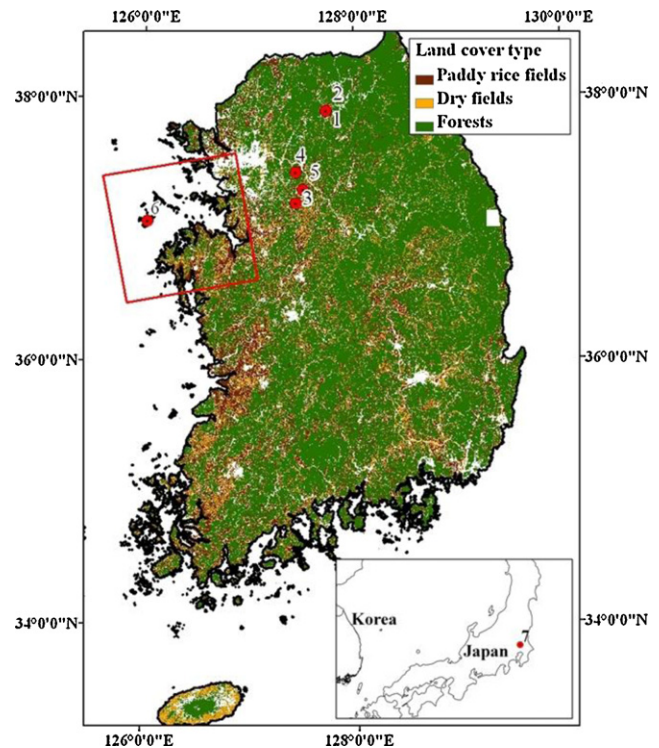 126°0'0"E 128°0'0"E 130°0'0"E
Land cover type
Paddy rice fields
Dry fields
Forests
38°0'0"N 38°0'0"N
2
1
4
5
3
6
36°0'0"N 36°0'0"N
34°0'0"N 34°0'0"N
Korea
7
Japan
126°0'0"E 128°0'0"E